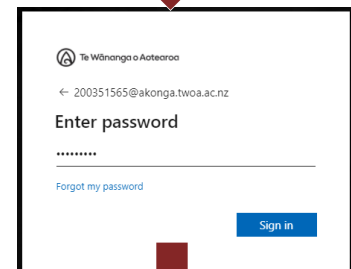 Te Wānanga o Aotearoa
← 200351565@akonga.twoa.ac.nz
Enter password
•••••••••
Forgot my password
Sign in